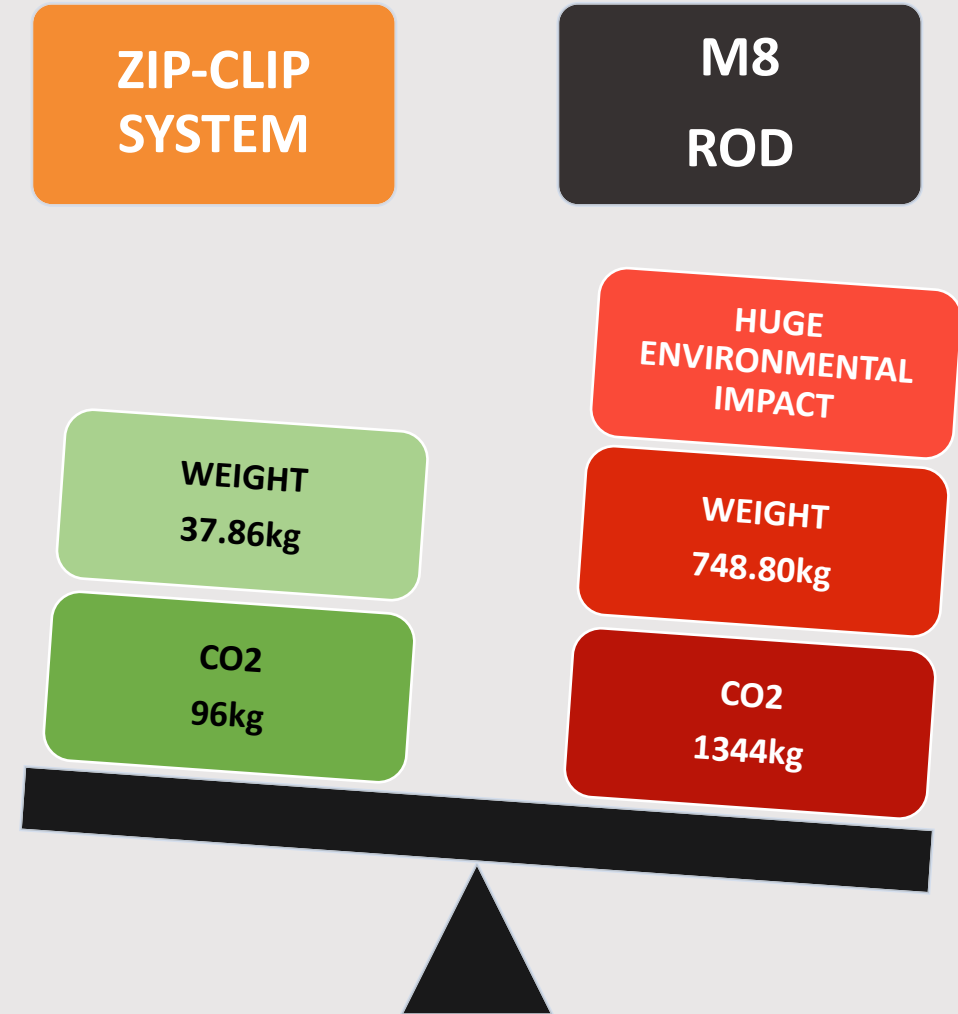 ZIP-CLIP
SYSTEM
M8
ROD
HUGE
ENVIRONMENTAL
IMPACT
WEIGHT
37.86kg
WEIGHT
748.80kg
CO2
96kg
CO2
1344kg